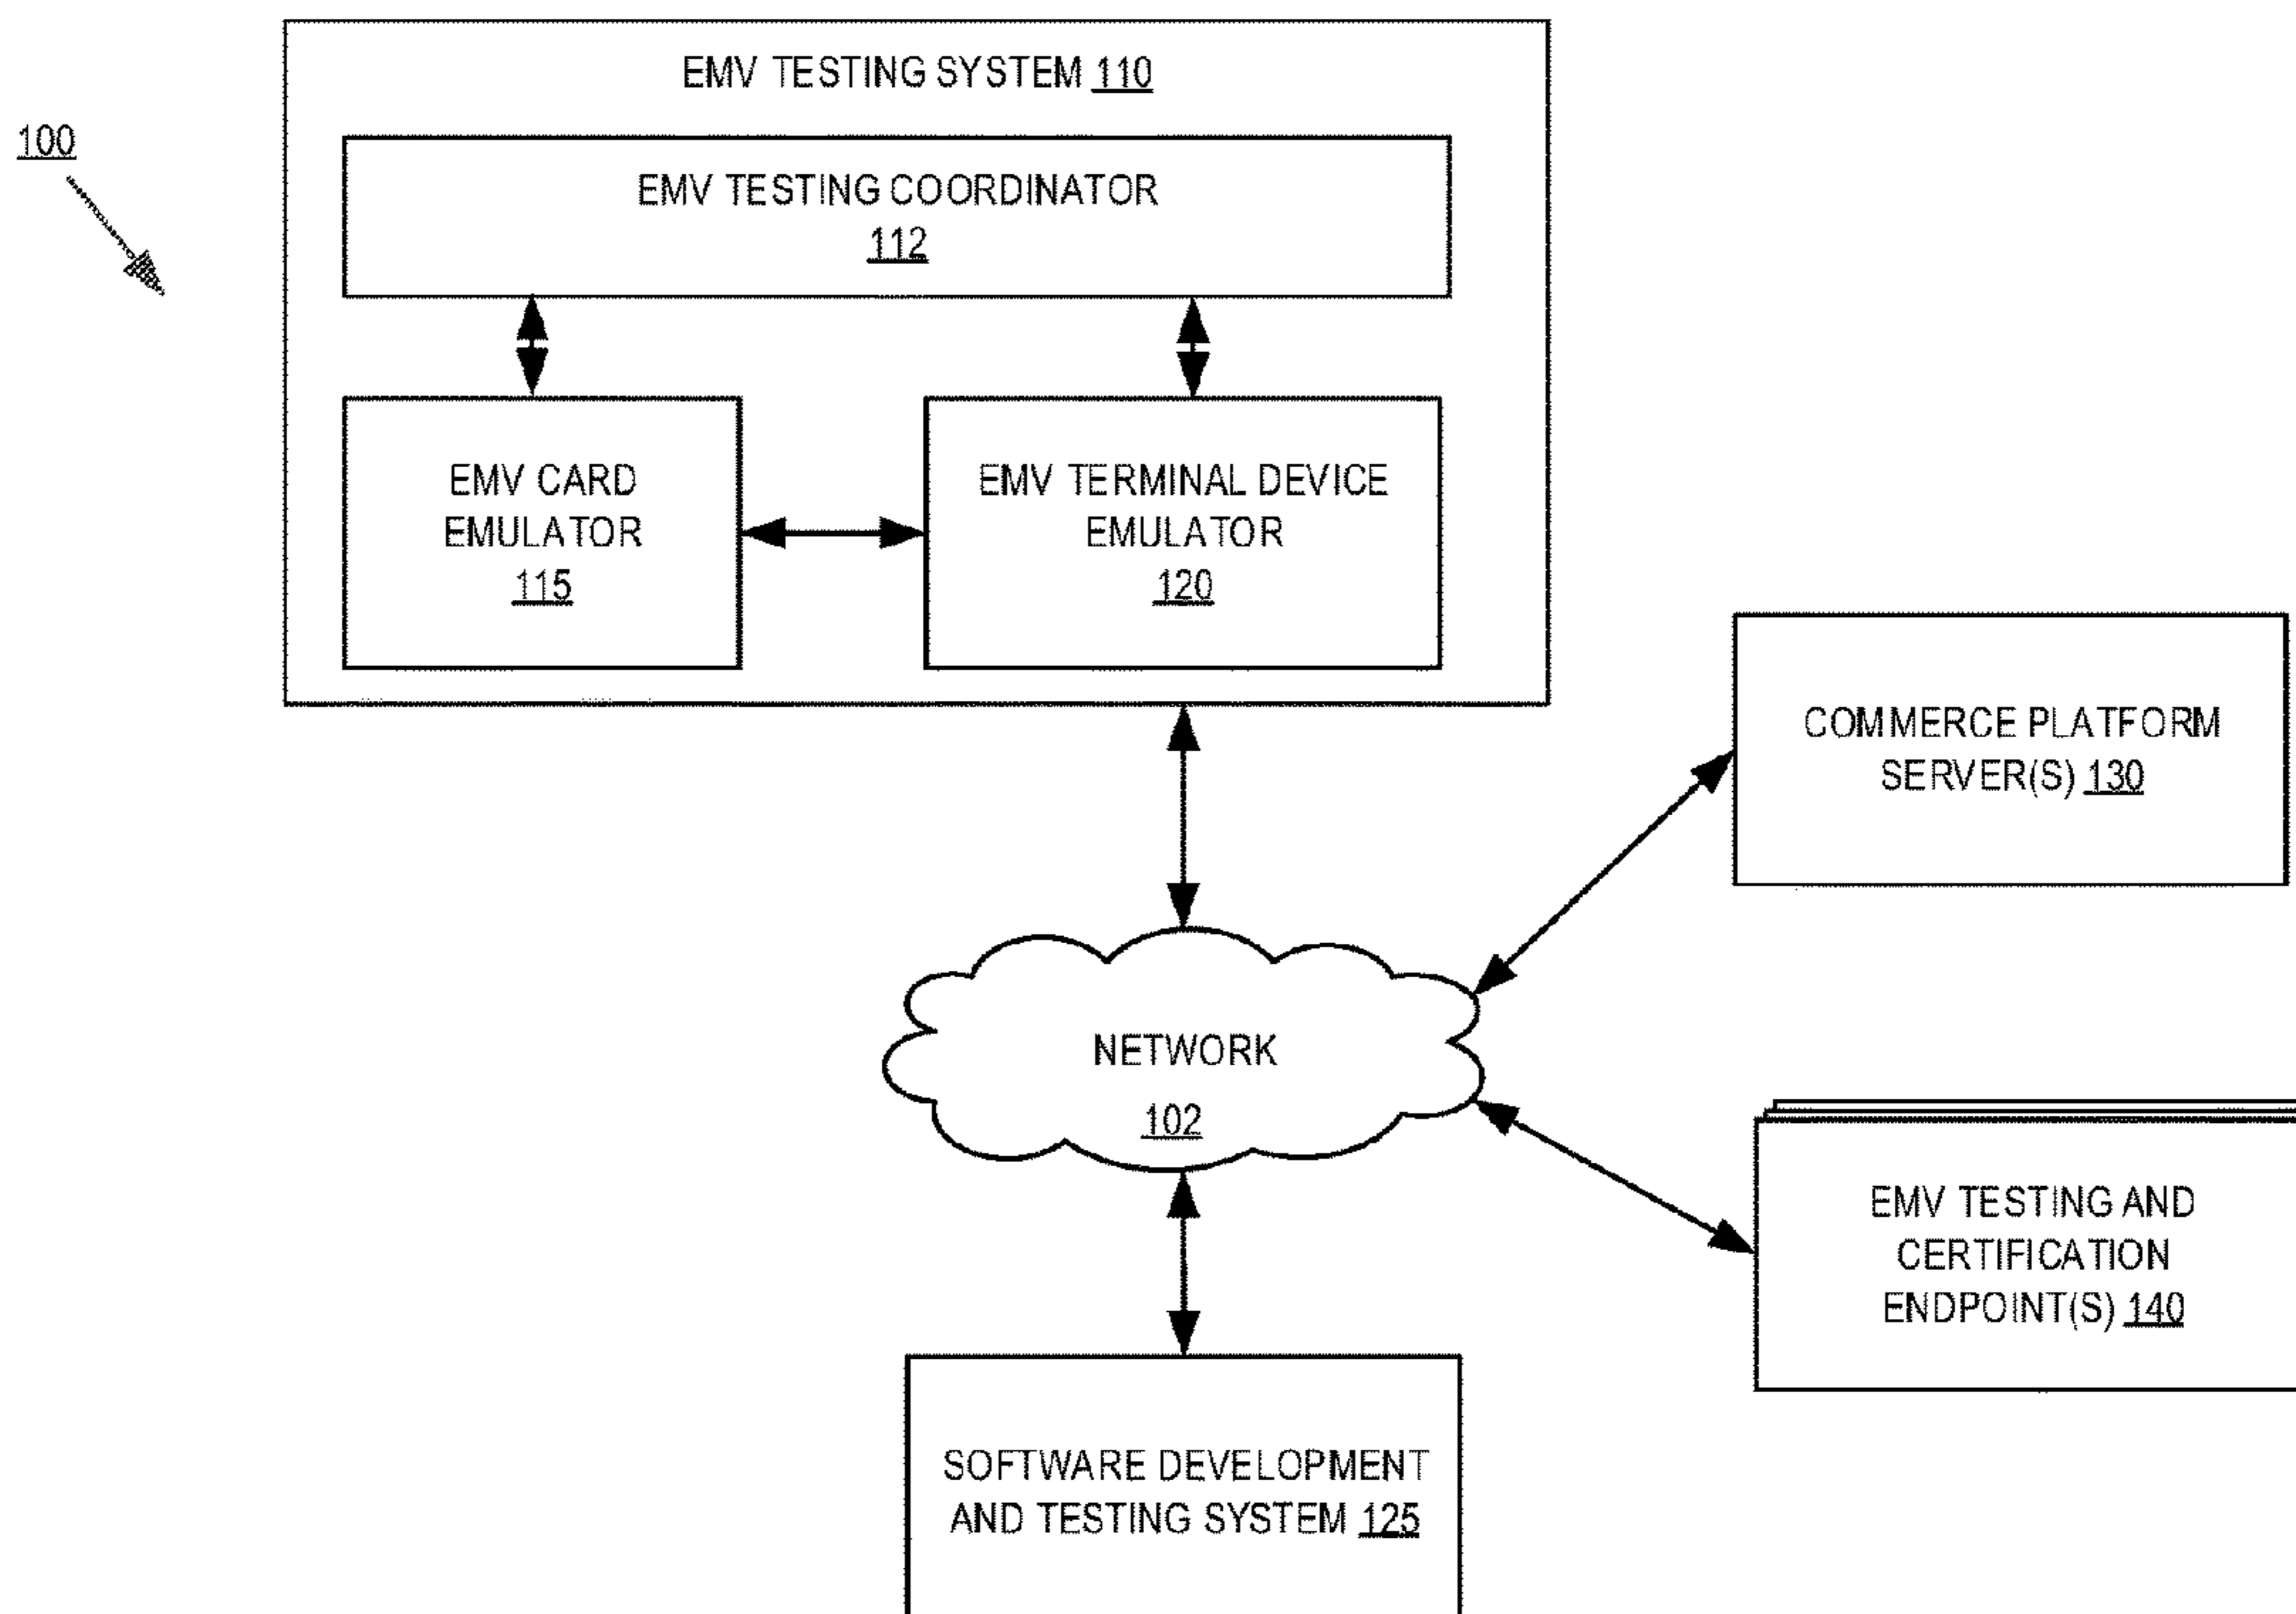 100
EMV TESTING SYSTEM 110
EMV TESTING COORDINATOR
112
EMV CARD
EMULATOR
115
EMV TERMINAL DEVICE
EMULATOR
120
COMMERCE PLATFORM
SERVER(S) 130
NETWORK
102
EMV TESTING AND
CERTIFICATION
ENDPOINT(S) 140
SOFTWARE DEVELOPMENT
AND TESTING SYSTEM 125